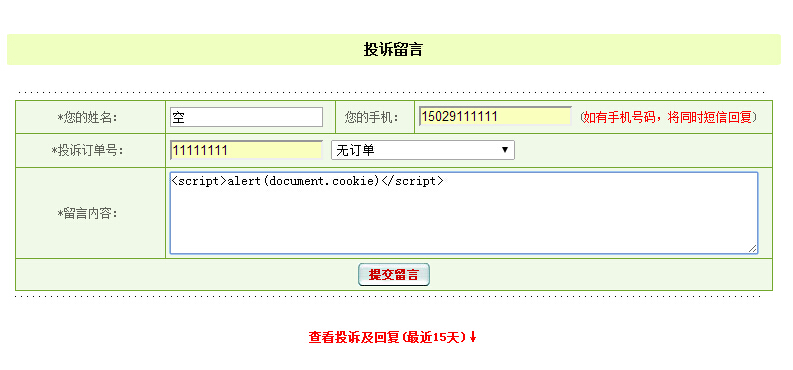 投诉留言
*您的姓名: 空 您的手机: 15029111111 (如有手机号码，将同时短信回复)
*投诉订单号: 11111111 无订单
*留言内容: <script>alert(document.cookie)</script>
提交留言
查看投诉及回复(最近15天)↓